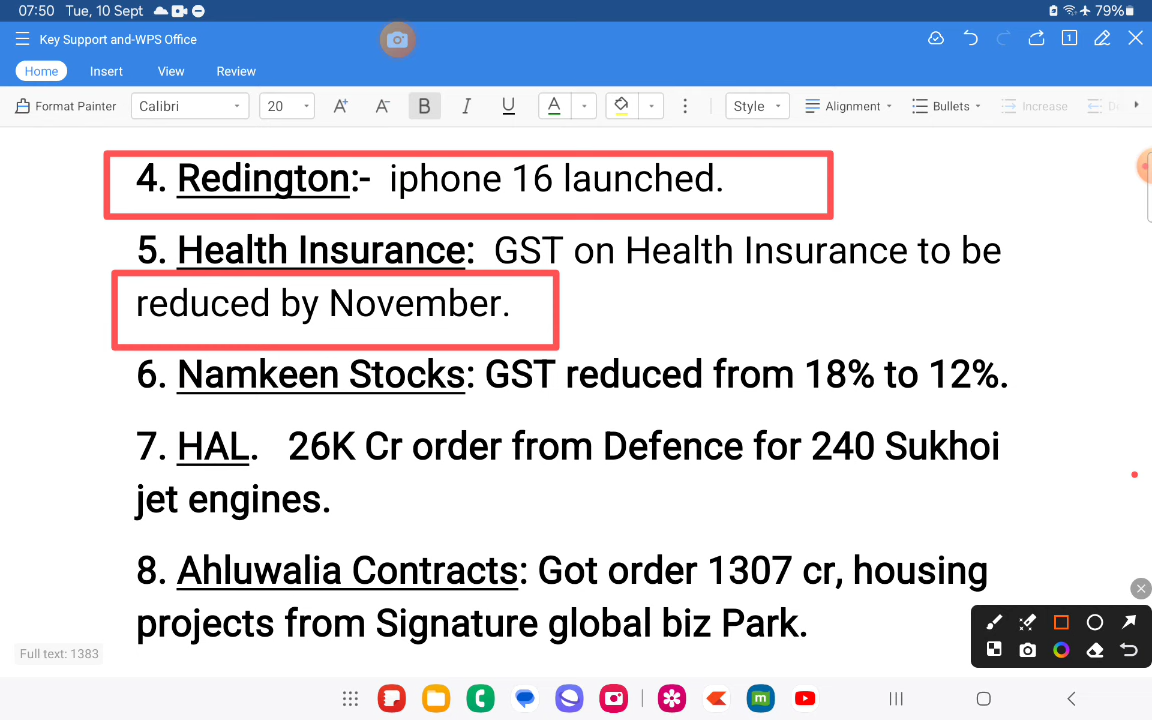 07:50 Tue, 10 Sept 79%
Key Support and-WPS Office 1
Home Insert View Review
Format Painter Calibri 20 A+ A- B I U A Style Alignment Bullets Increase De
4. Redington:- iphone 16 launched.
5. Health Insurance: GST on Health Insurance to be
reduced by November.
6. Namkeen Stocks: GST reduced from 18% to 12%.
7. HAL. 26K Cr order from Defence for 240 Sukhoi
jet engines.
8. Ahluwalia Contracts: Got order 1307 cr, housing
projects from Signature global biz Park.
Full text: 1383
m